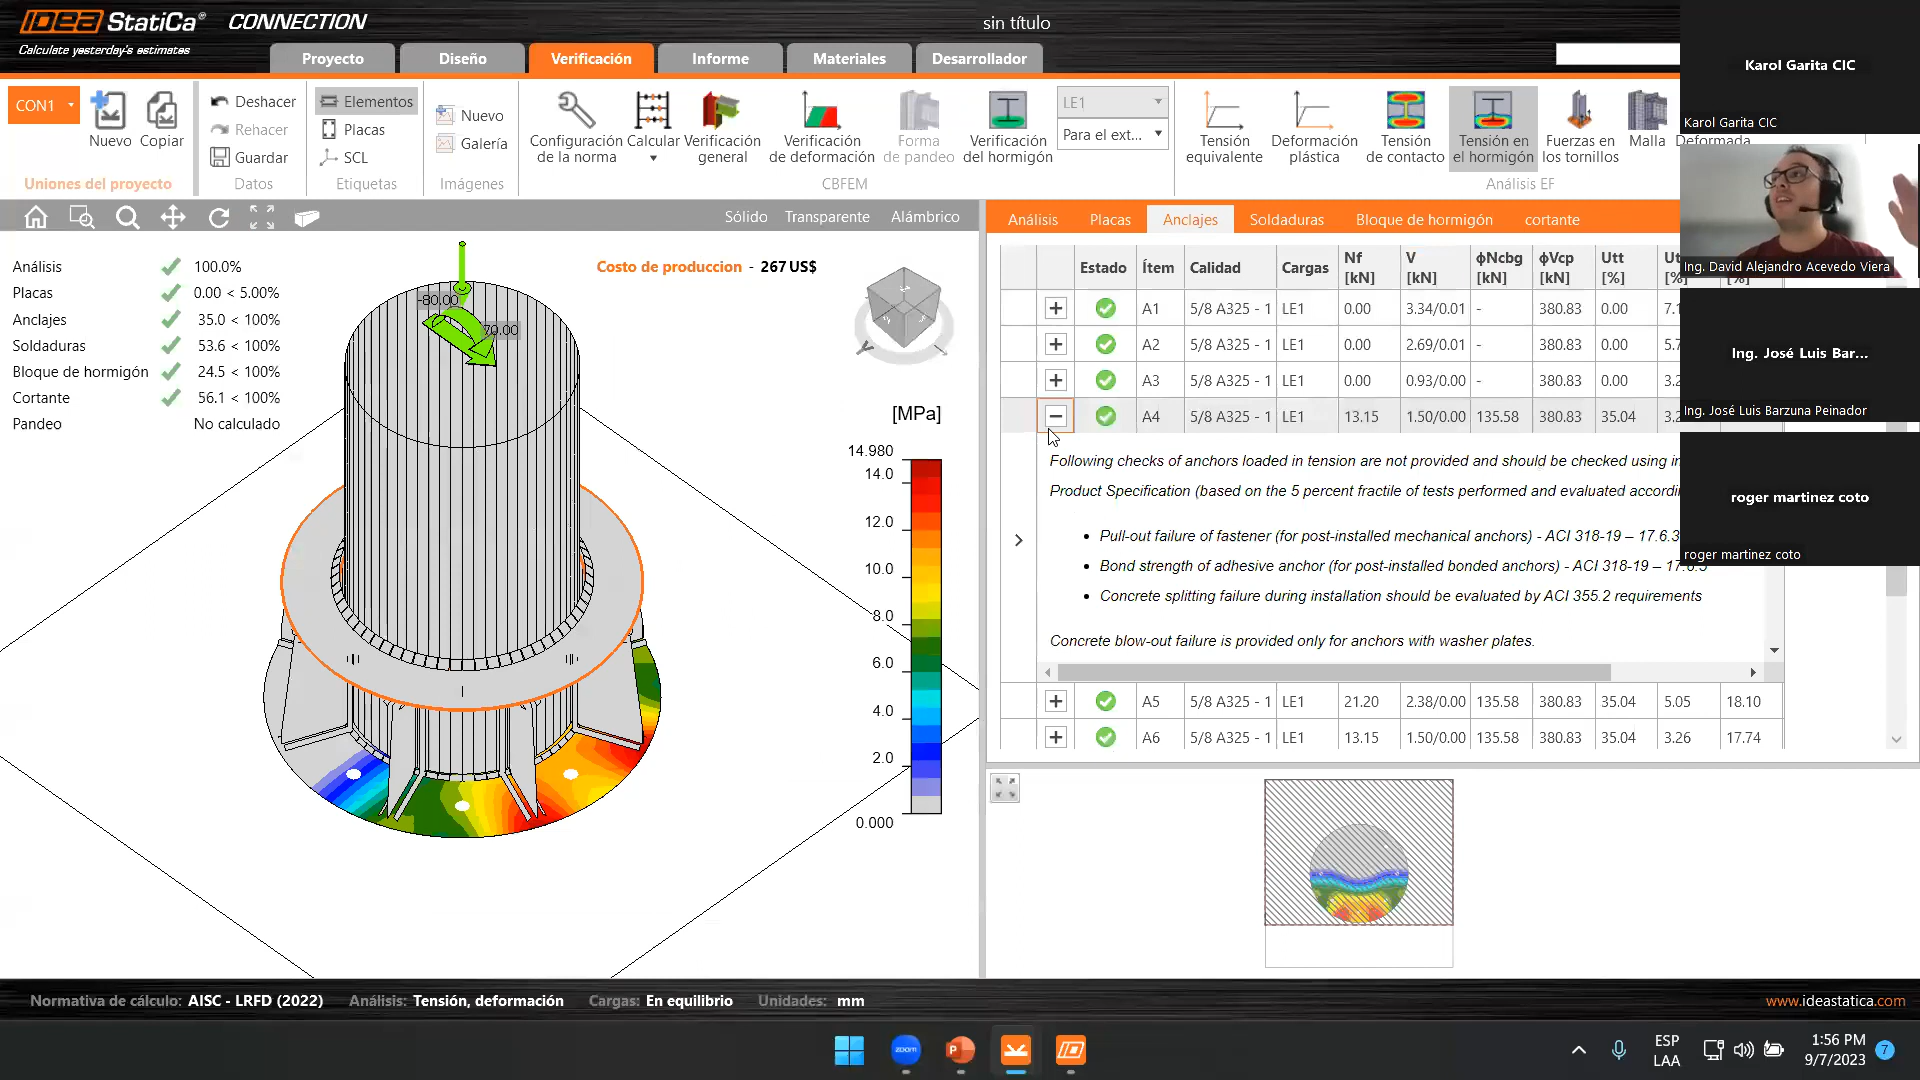 IDEA StatiCa® CONNECTION
Calculate yesterday's estimates
sin título
Proyecto Diseño Verificación Informe Materiales Desarrollador
CON1
Nuevo Copiar
Uniones del proyecto
Deshacer
Rehacer
Guardar
Datos
Elementos
Placas
SCL
Etiquetas
Nuevo
Galería
Imágenes
Configuración de la norma
Calcular
Verificación general
Verificación de deformación
Forma de pandeo
Verificación del hormigón
LE1
Para el ext...
CBFEM
Tensión equivalente
Deformación plástica
Tensión de contacto
Tensión en el hormigón
Fuerzas en los tornillos
Malla
Deformada
Análisis EF
Sólido Transparente Alámbrico
Análisis 100.0%
Placas 0.00 < 5.00%
Anclajes 35.0 < 100%
Soldaduras 53.6 < 100%
Bloque de hormigón 24.5 < 100%
Cortante 56.1 < 100%
Pandeo No calculado
Costo de produccion - 267 US$
-80.00
70.00
[MPa]
14.980
14.0
12.0
10.0
8.0
6.0
4.0
2.0
0.000
Análisis Placas Anclajes Soldaduras Bloque de hormigón cortante
Estado Ítem Calidad Cargas Nf [kN] V [kN] ϕNcbg [kN] ϕVcp [kN] Utt [%] Ut [%] [%]
A1 5/8 A325 - 1 LE1 0.00 3.34/0.01 - 380.83 0.00 7.1
A2 5/8 A325 - 1 LE1 0.00 2.69/0.01 - 380.83 0.00 5.7
A3 5/8 A325 - 1 LE1 0.00 0.93/0.00 - 380.83 0.00 3.2
A4 5/8 A325 - 1 LE1 13.15 1.50/0.00 135.58 380.83 35.04 3.2
Following checks of anchors loaded in tension are not provided and should be checked using in
Product Specification (based on the 5 percent fractile of tests performed and evaluated accordi
• Pull-out failure of fastener (for post-installed mechanical anchors) - ACI 318-19 – 17.6.3
• Bond strength of adhesive anchor (for post-installed bonded anchors) - ACI 318-19 – 17.6.5
• Concrete splitting failure during installation should be evaluated by ACI 355.2 requirements
Concrete blow-out failure is provided only for anchors with washer plates.
A5 5/8 A325 - 1 LE1 21.20 2.38/0.00 135.58 380.83 35.04 5.05 18.10
A6 5/8 A325 - 1 LE1 13.15 1.50/0.00 135.58 380.83 35.04 3.26 17.74
Karol Garita CIC
Karol Garita CIC
Ing. David Alejandro Acevedo Viera
Ing. José Luis Bar...
Ing. José Luis Barzuna Peinador
roger martinez coto
roger martinez coto
Normativa de cálculo: AISC - LRFD (2022) Análisis: Tensión, deformación Cargas: En equilibrio Unidades: mm
www.ideastatica.com
zoom
P
ESP
LAA
1:56 PM
9/7/2023
7